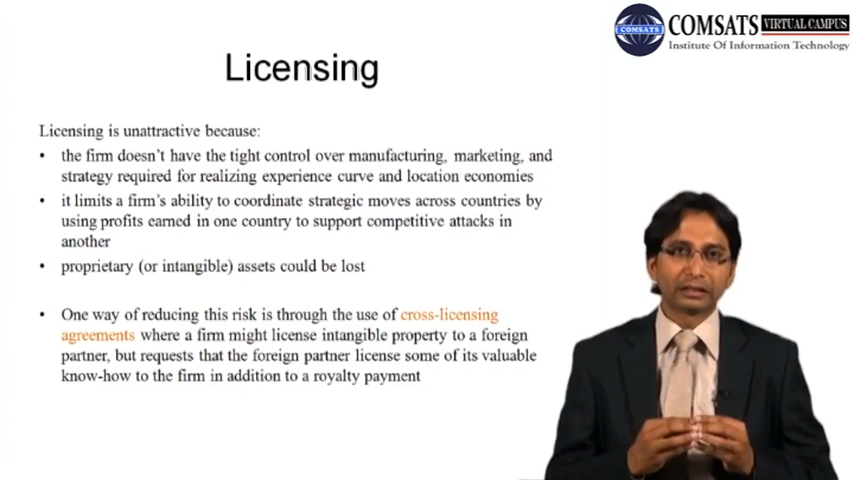 COMSATS VIRTUAL CAMPUS
COMSATS
Institute Of Information Technology
Licensing
Licensing is unattractive because:
• the firm doesn't have the tight control over manufacturing, marketing, and
strategy required for realizing experience curve and location economies
• it limits a firm's ability to coordinate strategic moves across countries by
using profits earned in one country to support competitive attacks in
another
• proprietary (or intangible) assets could be lost
• One way of reducing this risk is through the use of cross-licensing
agreements where a firm might license intangible property to a foreign
partner, but requests that the foreign partner license some of its valuable
know-how to the firm in addition to a royalty payment